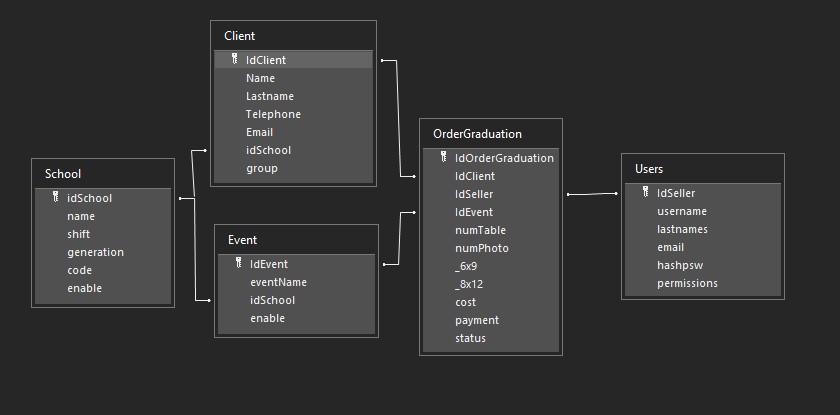 Client
IdClient
Name
Lastname
Telephone
Email
idSchool
group
School
idSchool
name
shift
generation
code
enable
Event
IdEvent
eventName
idSchool
enable
OrderGraduation
IdOrderGraduation
IdClient
IdSeller
IdEvent
numTable
numPhoto
_6x9
_8x12
cost
payment
status
Users
IdSeller
username
lastnames
email
hashpsw
permissions